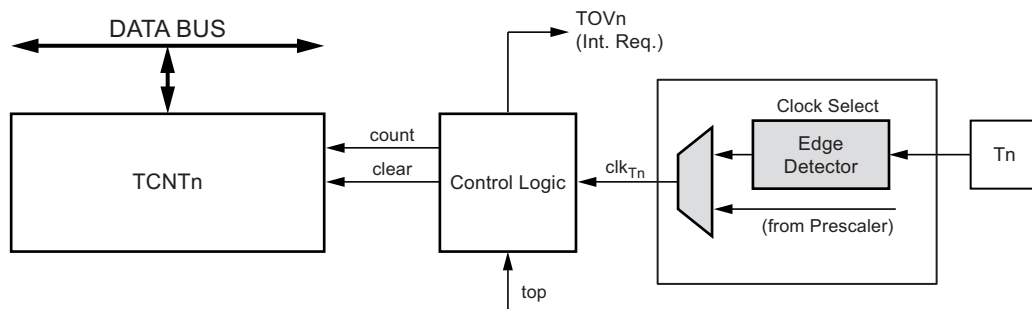 DATA BUS
TOVn
(Int. Req.)
Clock Select
TCNTn
count
clear
Control Logic
clkTn
Edge
Detector
Tn
(from Prescaler)
top